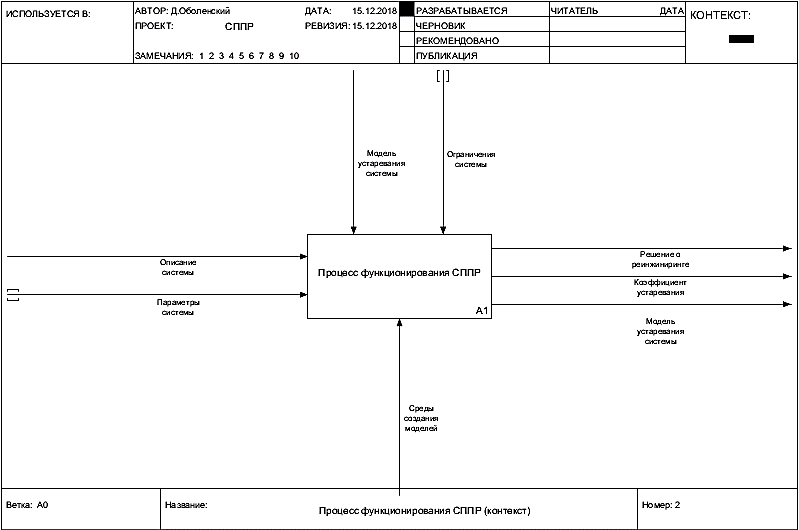 ИСПОЛЬЗУЕТСЯ В:
АВТОР: Д.Оболенский
ДАТА: 15.12.2018
ПРОЕКТ: СППР
РЕВИЗИЯ: 15.12.2018
ЗАМЕЧАНИЯ: 1 2 3 4 5 6 7 8 9 10
РАЗРАБАТЫВАЕТСЯ
ЧЕРНОВИК
РЕКОМЕНДОВАНО
ПУБЛИКАЦИЯ
ЧИТАТЕЛЬ ДАТА
КОНТЕКСТ:
Модель
устаревания
системы
Ограничения
системы
Описание
системы
Параметры
системы
Процесс функционирования СППР
A1
Решение о
реинжиниринге
Коэффициент
устаревания
Модель
устаревания
системы
Среды
создания
моделей
Ветка: A0
Название:
Процесс функционирования СППР (контекст)
Номер: 2